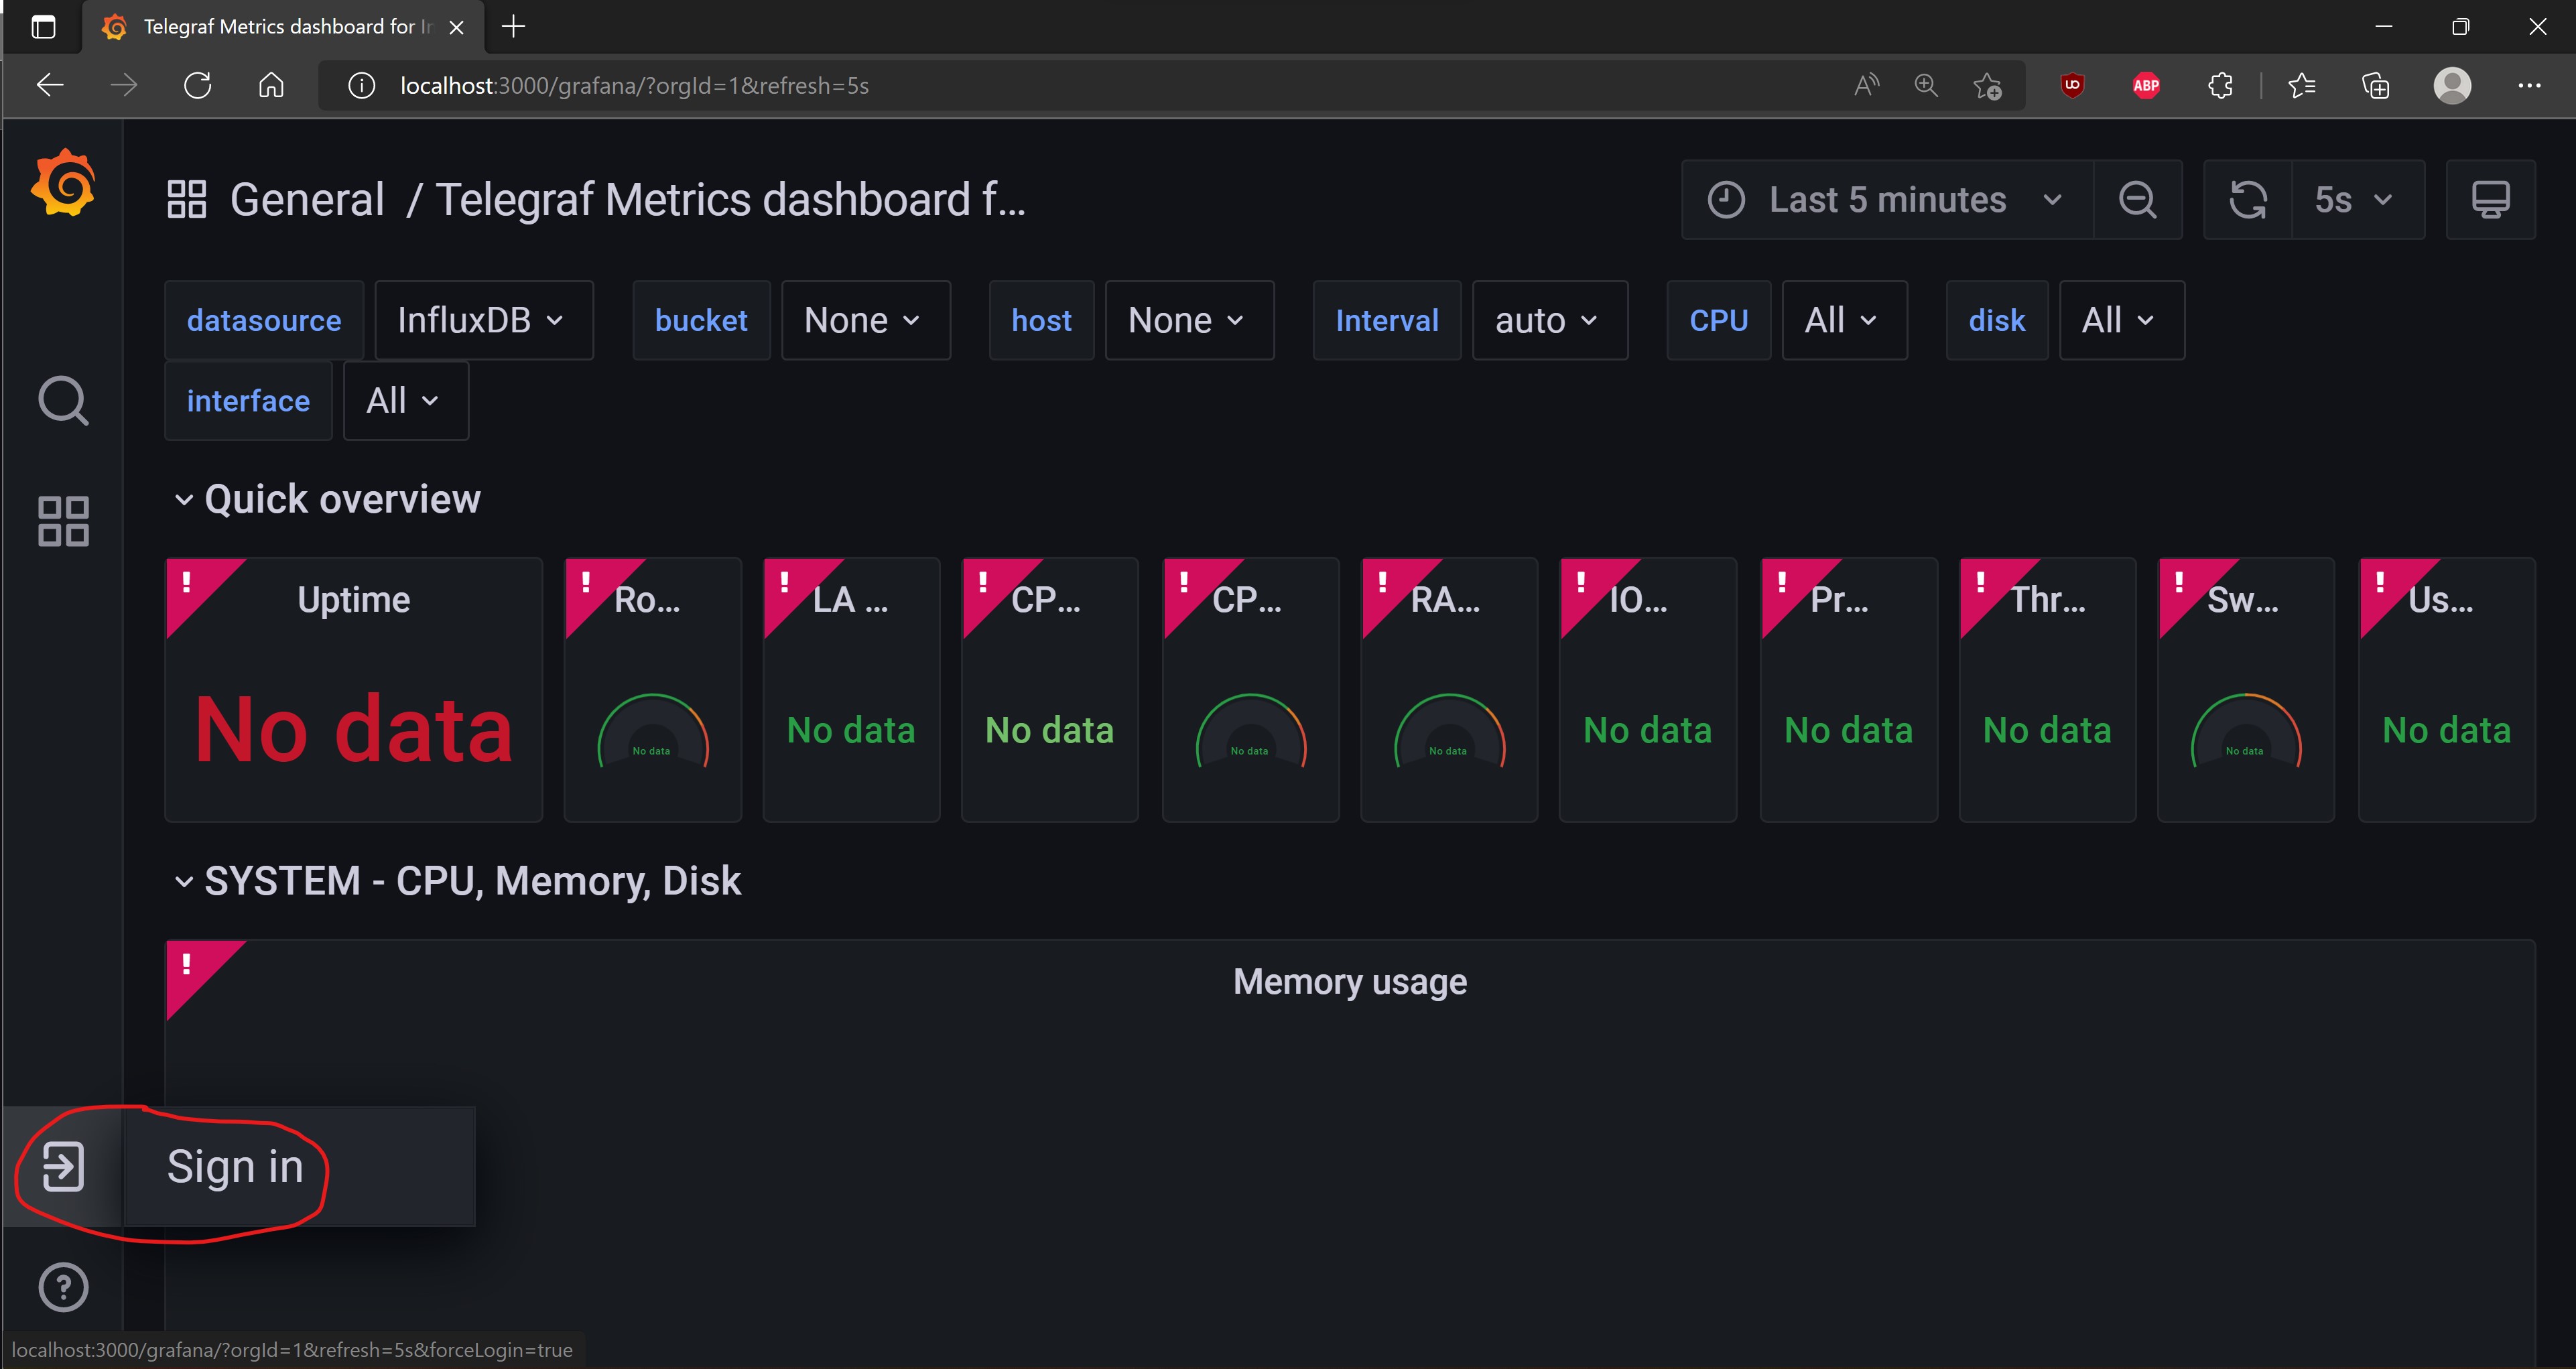 Telegraf Metrics dashboard for In
localhost:3000/grafana/?orgId=1&refresh=5s
ABP
General / Telegraf Metrics dashboard f...
Last 5 minutes
5s
datasource InfluxDB bucket None host None Interval auto CPU All disk All
interface All
Quick overview
! Uptime ! Ro... ! LA ... ! CP... ! CP... ! RA... ! IO... ! Pr... ! Thr... ! Sw... ! Us...
No data No data No data No data No data No data No data No data No data No data No data
SYSTEM - CPU, Memory, Disk
! Memory usage
Sign in
?
localhost:3000/grafana/?orgId=1&refresh=5s&forceLogin=true